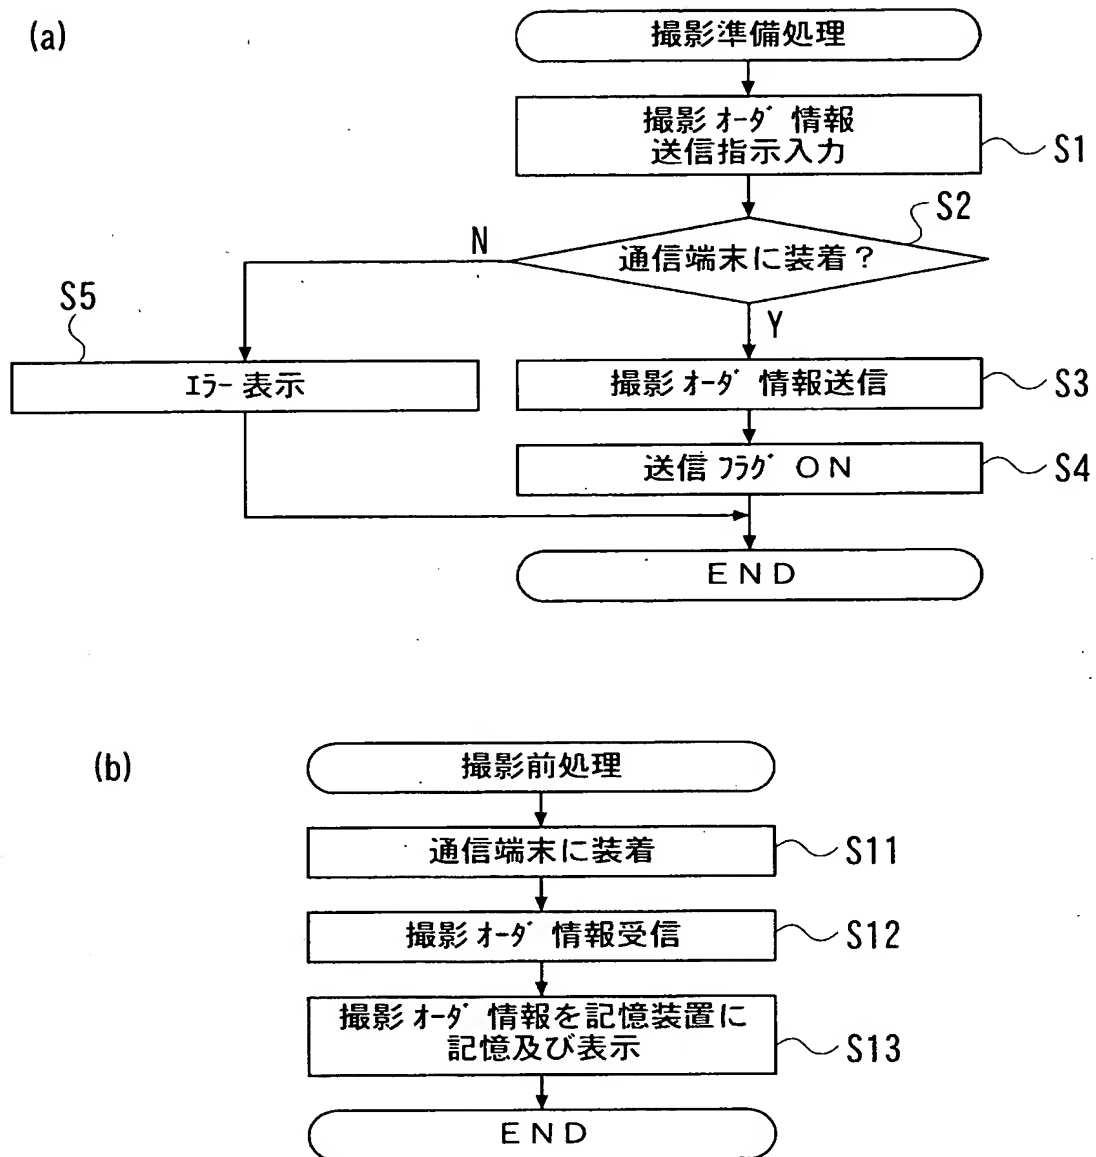 (a)
撮影準備処理
撮影ｵｰﾀﾞ情報
送信指示入力
S1
S2
通信端末に装着？
N
Y
S5
ｴﾗｰ表示
撮影ｵｰﾀﾞ情報送信
S3
送信ﾌﾗｸﾞＯＮ
S4
ＥＮＤ
(b)
撮影前処理
通信端末に装着
S11
撮影ｵｰﾀﾞ情報受信
S12
撮影ｵｰﾀﾞ情報を記憶装置に
記憶及び表示
S13
ＥＮＤ